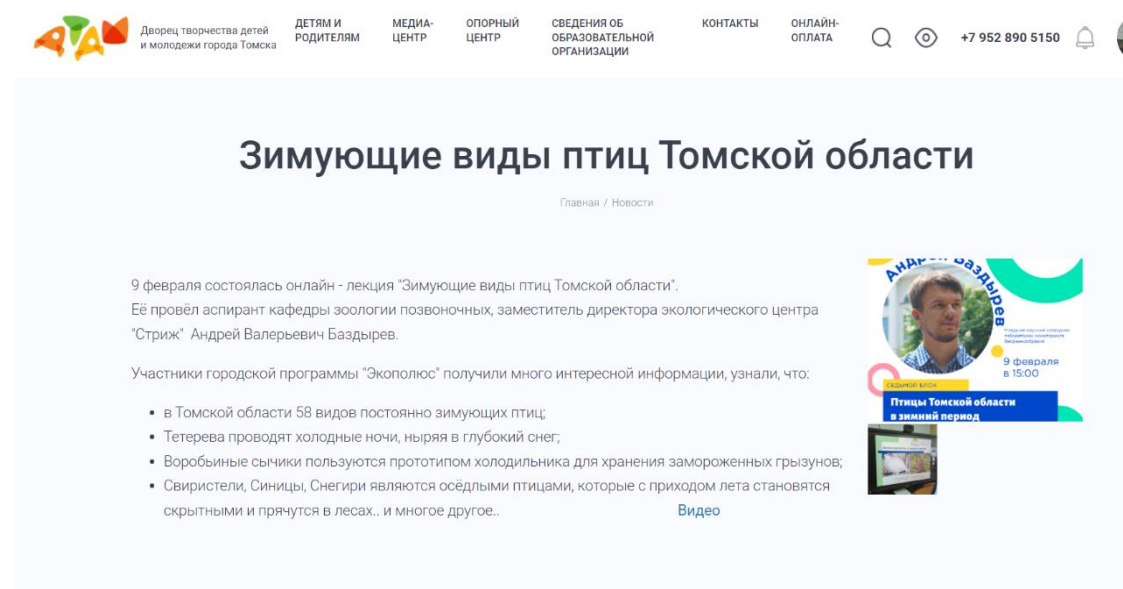 Дворец творчества детей
и молодежи города Томска
ДЕТЯМ И
РОДИТЕЛЯМ
МЕДИА-
ЦЕНТР
ОПОРНЫЙ
ЦЕНТР
СВЕДЕНИЯ ОБ
ОБРАЗОВАТЕЛЬНОЙ
ОРГАНИЗАЦИИ
КОНТАКТЫ
ОНЛАЙН-
ОПЛАТА
+7 952 890 5150
Зимующие виды птиц Томской области
Главная / Новости
9 февраля состоялась онлайн - лекция "Зимующие виды птиц Томской области".
Её провёл аспирант кафедры зоологии позвоночных, заместитель директора экологического центра
"Стриж" Андрей Валерьевич Баздырев.
Участники городской программы "Экополюс" получили много интересной информации, узнали, что:
• в Томской области 58 видов постоянно зимующих птиц;
• Тетерева проводят холодные ночи, ныряя в глубокий снег;
• Воробьиные сычики пользуются прототипом холодильника для хранения замороженных грызунов;
• Свиристели, Синицы, Снегири являются осёдлыми птицами, которые с приходом лета становятся
скрытными и прячутся в лесах.. и многое другое.. Видео
Андрей Баздырев
9 февраля
в 15:00
СЕДЬМОЙ БЛОК
Птицы Томской области
в зимний период